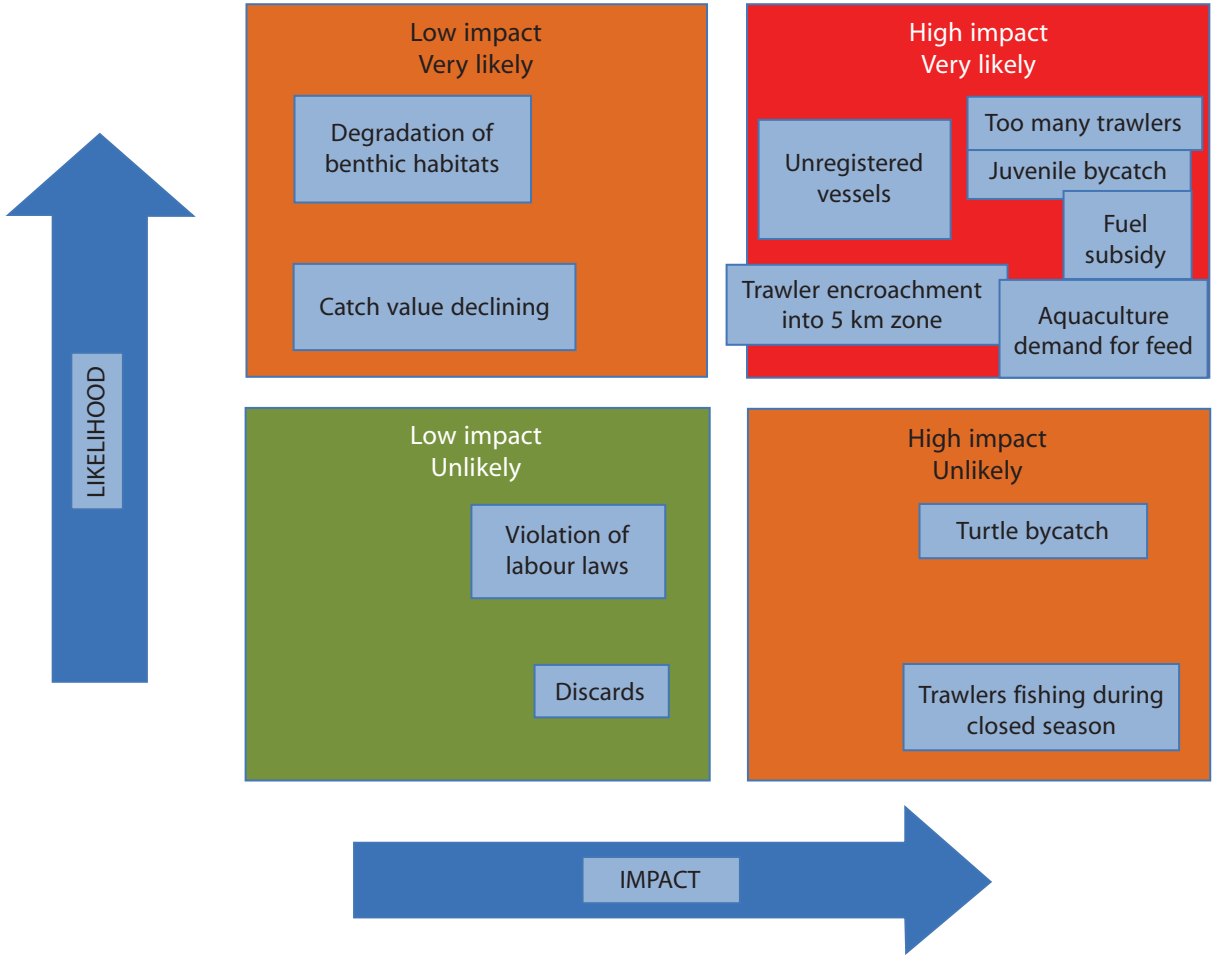 Low impact
Very likely
Degradation of
benthic habitats
Catch value declining
High impact
Very likely
Too many trawlers
Juvenile bycatch
Unregistered
vessels
Fuel
subsidy
Trawler encroachment
into 5 km zone
Aquaculture
demand for feed
LIKELIHOOD
Low impact
Unlikely
Violation of
labour laws
Discards
High impact
Unlikely
Turtle bycatch
Trawlers fishing during
closed season
IMPACT